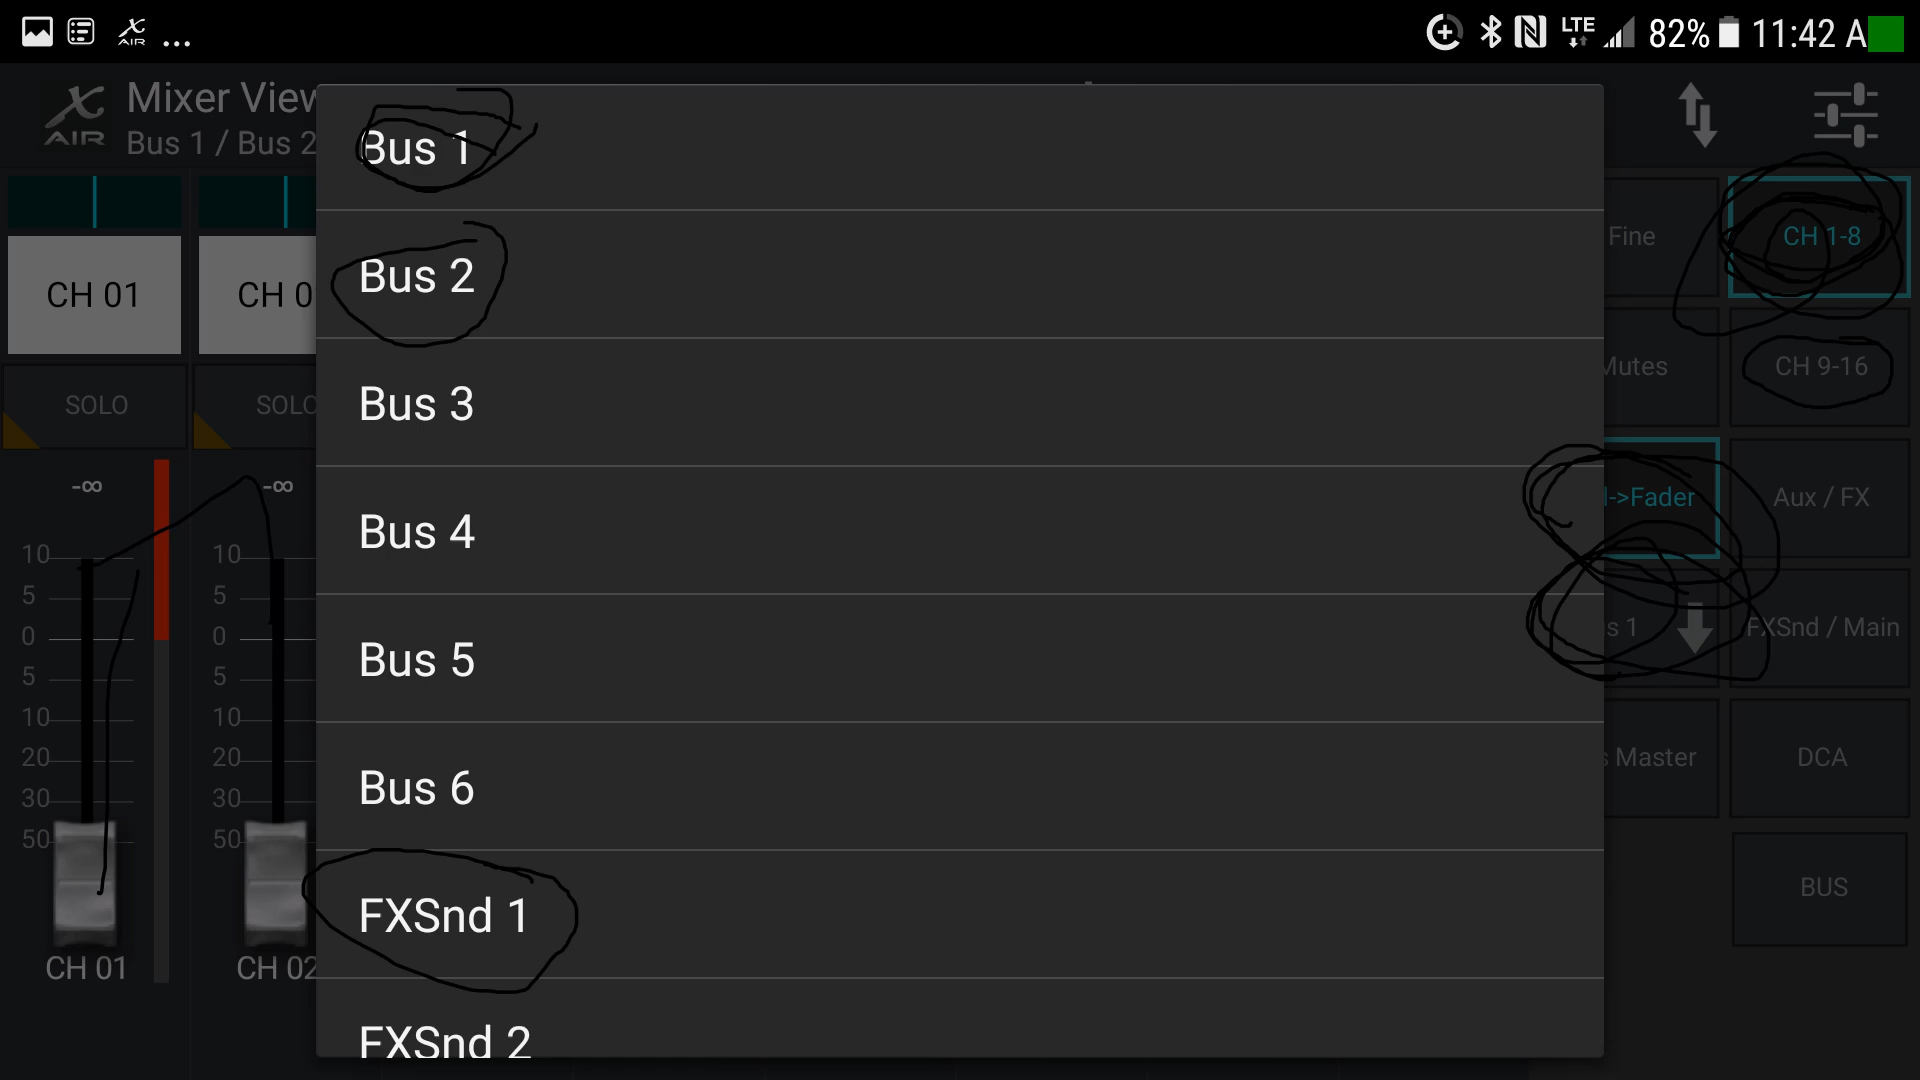 LTE 82% 11:42 A
X AIR
Mixer View
Bus 1 / Bus 2
CH 01
CH 0
SOLO
SOLO
-∞
-∞
10
5
0
5
10
20
30
50
10
5
0
5
10
20
30
50
CH 01
CH 02
Bus 1
Bus 2
Bus 3
Bus 4
Bus 5
Bus 6
FXSnd 1
FXSnd 2
Fine
CH 1-8
Mutes
CH 9-16
->Fader
Aux / FX
s 1
FXSnd / Main
s Master
DCA
BUS